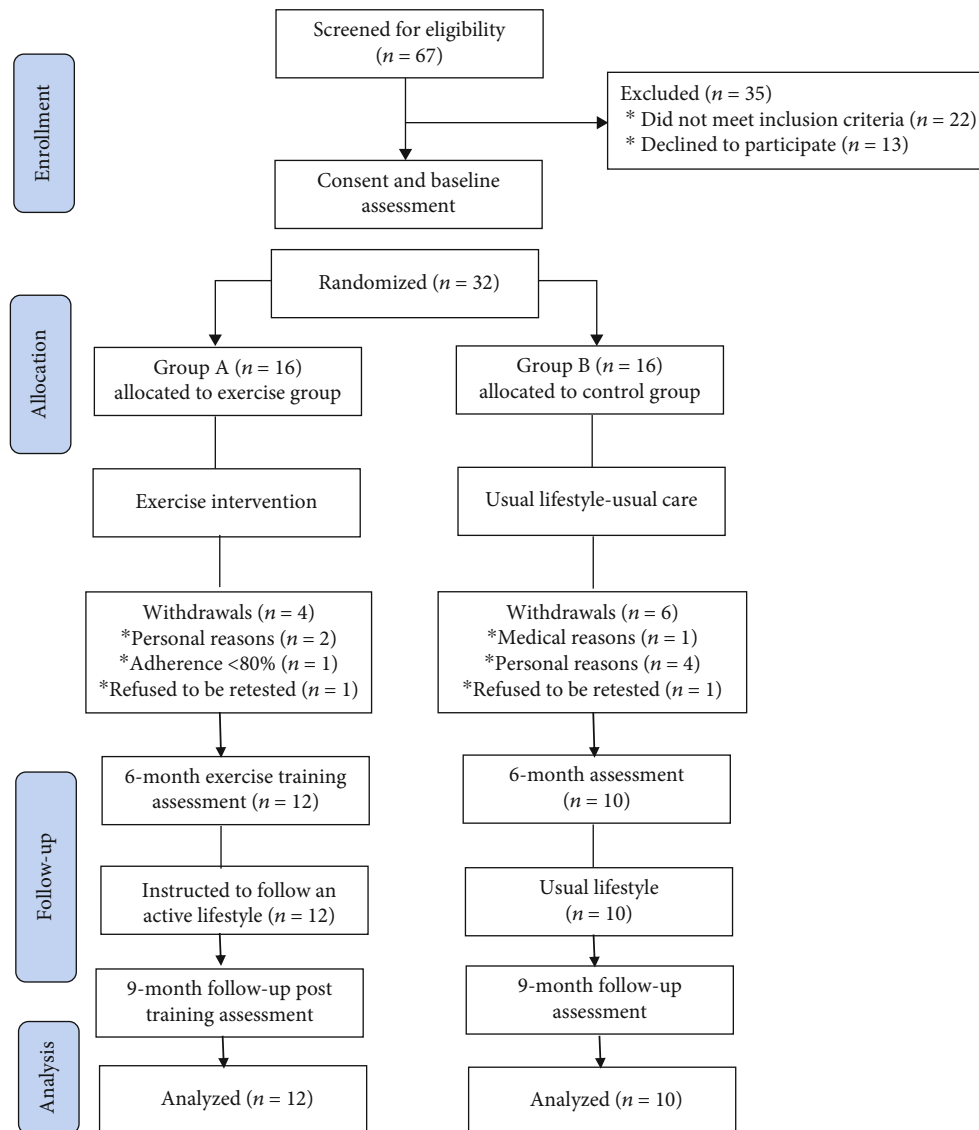 Enrollment
Screened for eligibility
(n = 67)
Excluded (n = 35)
* Did not meet inclusion criteria (n = 22)
* Declined to participate (n = 13)
Consent and baseline
assessment
Allocation
Randomized (n = 32)
Group A (n = 16)
allocated to exercise group
Group B (n = 16)
allocated to control group
Exercise intervention
Usual lifestyle-usual care
Withdrawals (n = 4)
*Personal reasons (n = 2)
*Adherence <80% (n = 1)
*Refused to be retested (n = 1)
Withdrawals (n = 6)
*Medical reasons (n = 1)
*Personal reasons (n = 4)
*Refused to be retested (n = 1)
Follow-up
6-month exercise training
assessment (n = 12)
6-month assessment
(n = 10)
Instructed to follow an
active lifestyle (n = 12)
Usual lifestyle
(n = 10)
9-month follow-up post
training assessment
9-month follow-up
assessment
Analysis
Analyzed (n = 12)
Analyzed (n = 10)